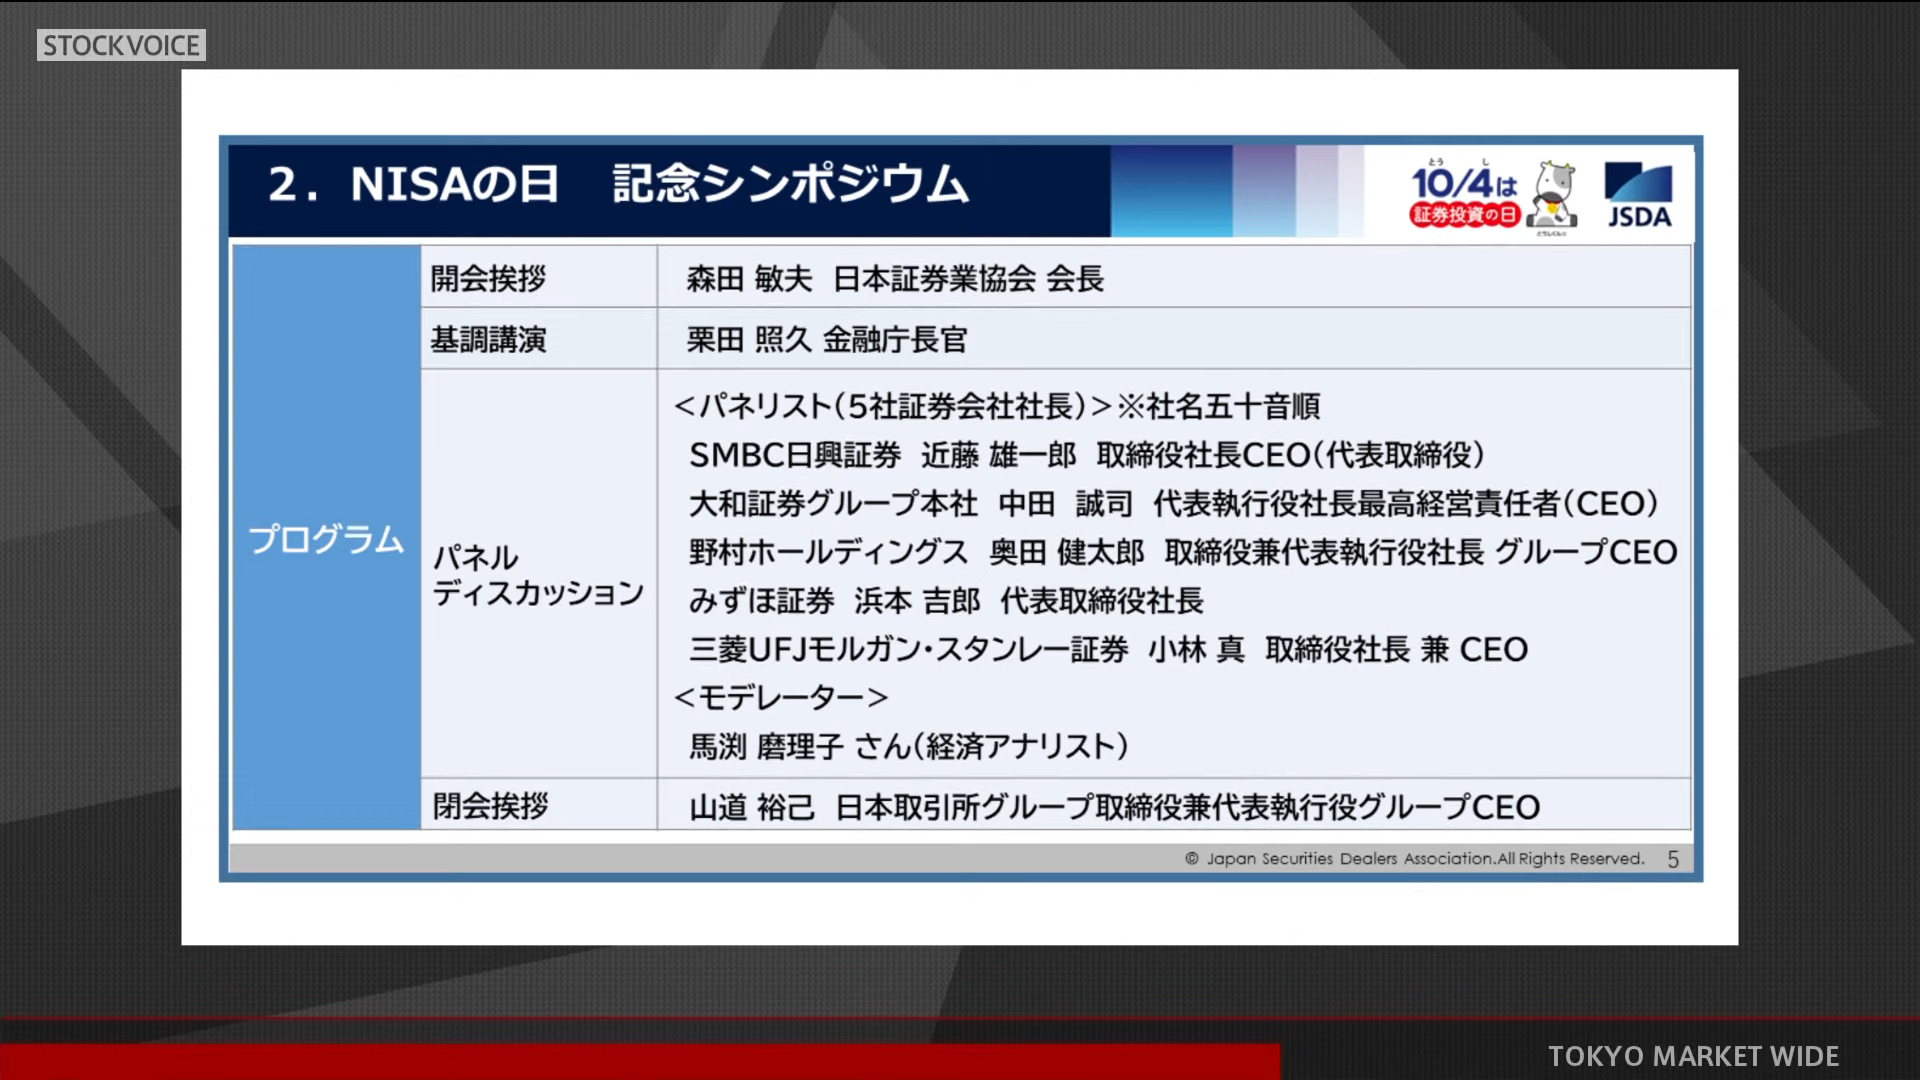 STOCKVOICE
2．NISAの日　記念シンポジウム
とう し
10/4は
証券投資の日
とうしくん®
JSDA
プログラム
開会挨拶
森田 敏夫　日本証券業協会 会長
基調講演
栗田 照久 金融庁長官
パネル
ディスカッション
＜パネリスト（5社証券会社社長）＞※社名五十音順
SMBC日興証券　近藤 雄一郎　取締役社長CEO（代表取締役）
大和証券グループ本社　中田　誠司　代表執行役社長最高経営責任者（CEO）
野村ホールディングス　奥田 健太郎　取締役兼代表執行役社長 グループCEO
みずほ証券　浜本 吉郎　代表取締役社長
三菱UFJモルガン・スタンレー証券　小林 真　取締役社長 兼 CEO
＜モデレーター＞
馬渕 磨理子 さん（経済アナリスト）
閉会挨拶
山道 裕己　日本取引所グループ取締役兼代表執行役グループCEO
© Japan Securities Dealers Association.All Rights Reserved.
5
TOKYO MARKET WIDE